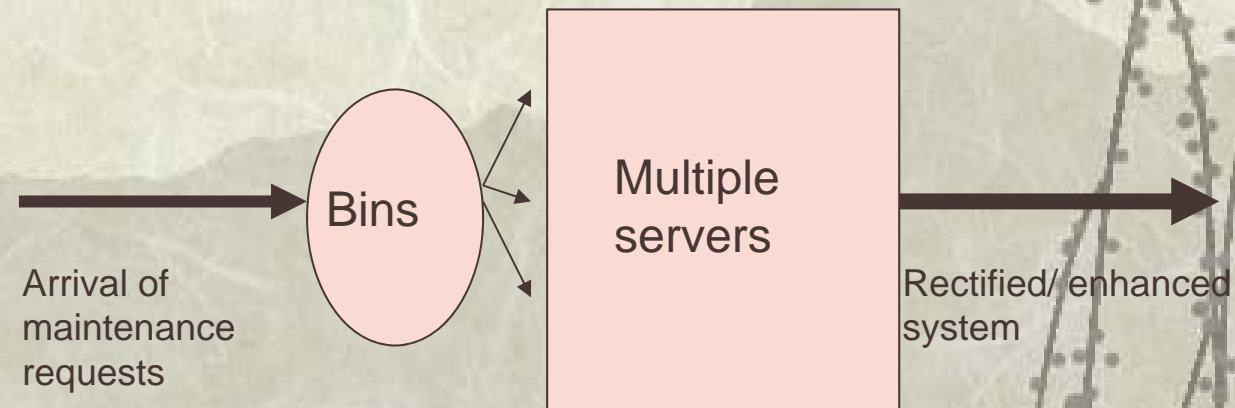 Arrival of
maintenance
requests
Bins
Multiple
servers
Rectified/ enhanced
system